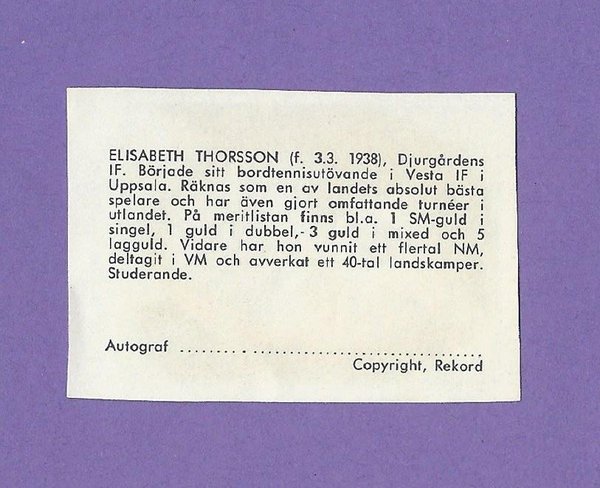 ELISABETH THORSSON (f. 3.3. 1938), Djurgårdens
IF. Började sitt bordtennisutövande i Vesta IF i
Uppsala. Räknas som en av landets absolut bästa
spelare och har även gjort omfattande turnéer i
utlandet. På meritlistan finns bl.a. 1 SM-guld i
singel, 1 guld i dubbel,- 3 guld i mixed och 5
lagguld. Vidare har hon vunnit ett flertal NM,
deltagit i VM och avverkat ett 40-tal landskamper.
Studerande.
Autograf ............................................
Copyright, Rekord